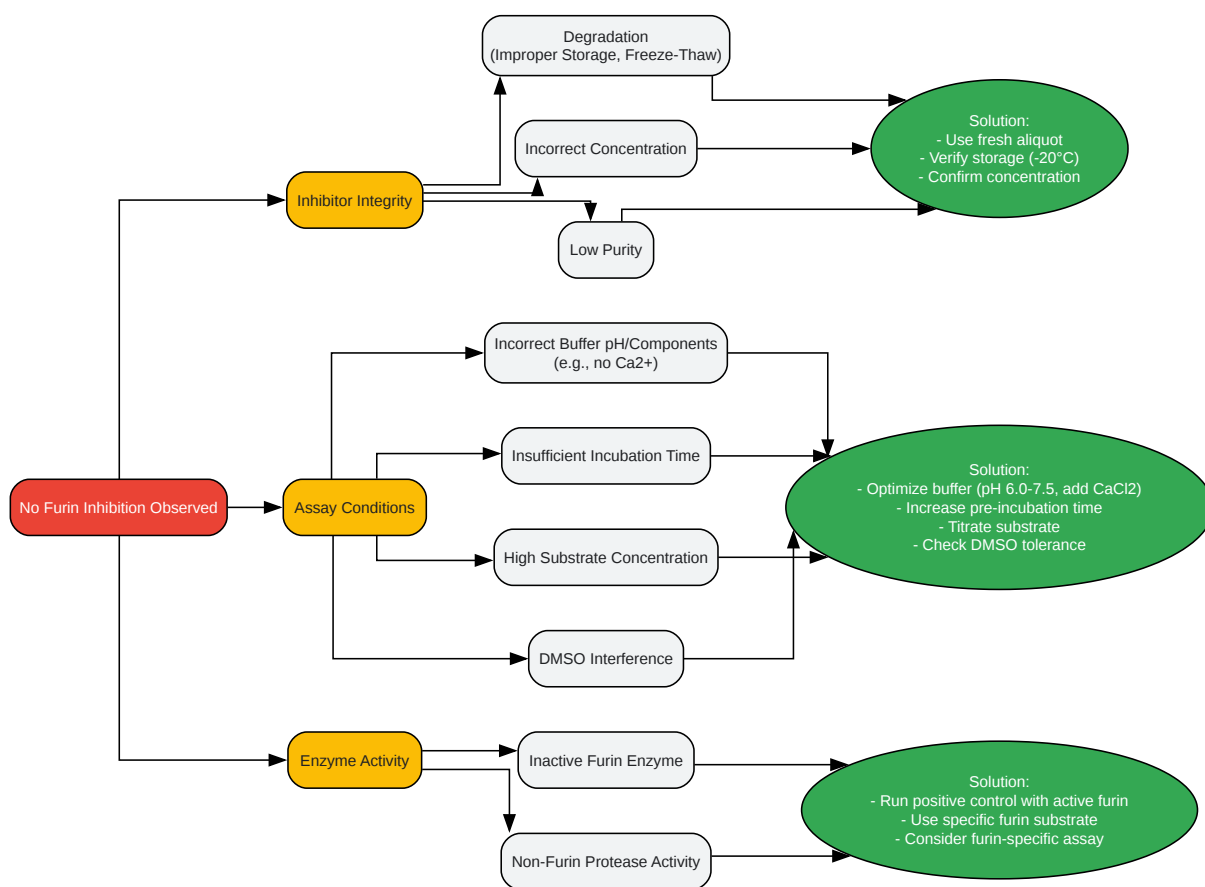 Degradation
(Improper Storage, Freeze-Thaw)
Incorrect Concentration
Solution:
- Use fresh aliquot
- Verify storage (-20°C)
- Confirm concentration
Inhibitor Integrity
Low Purity
Incorrect Buffer pH/Components
(e.g., no Ca2+)
Insufficient Incubation Time
No Furin Inhibition Observed
Assay Conditions
Solution:
- Optimize buffer (pH 6.0-7.5, add CaCl2)
- Increase pre-incubation time
- Titrate substrate
- Check DMSO tolerance
High Substrate Concentration
DMSO Interference
Enzyme Activity
Inactive Furin Enzyme
Solution:
- Run positive control with active furin
- Use specific furin substrate
- Consider furin-specific assay
Non-Furin Protease Activity